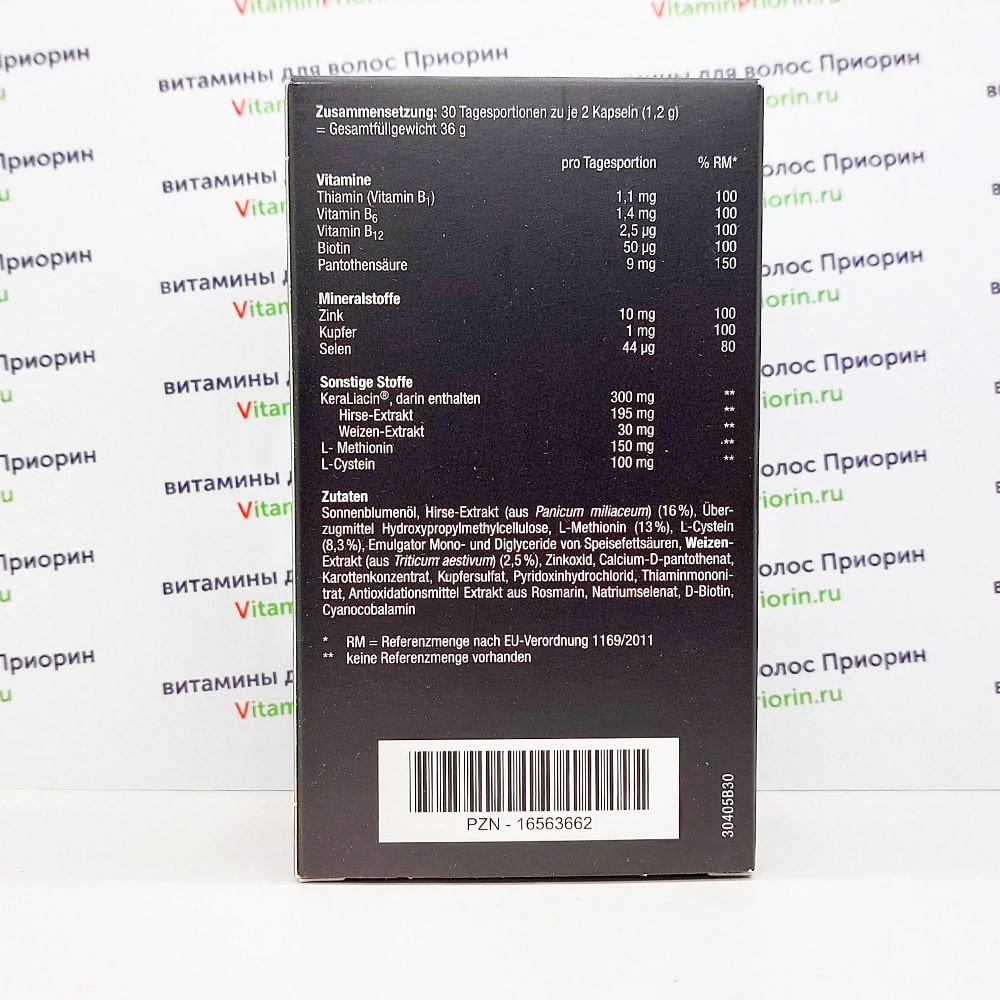 Zusammensetzung: 30 Tagesportionen zu je 2 Kapseln (1,2 g)
= Gesamtfüllgewicht 36 g
pro Tagesportion % RM*
Vitamine
Thiamin (Vitamin B1) 1,1 mg 100
Vitamin B6 1,4 mg 100
Vitamin B12 2,5 µg 100
Biotin 50 µg 100
Pantothensäure 9 mg 150
Mineralstoffe
Zink 10 mg 100
Kupfer 1 mg 100
Selen 44 µg 80
Sonstige Stoffe
KeraLiacin®, darin enthalten 300 mg **
Hirse-Extrakt 195 mg **
Weizen-Extrakt 30 mg **
L- Methionin 150 mg **
L-Cystein 100 mg **
Zutaten
Sonnenblumenöl, Hirse-Extrakt (aus Panicum miliaceum) (16 %), Über-
zugmittel Hydroxypropylmethylcellulose, L-Methionin (13 %), L-Cystein
(8,3 %), Emulgator Mono- und Diglyceride von Speisefettsäuren, Weizen-
Extrakt (aus Triticum aestivum) (2,5 %), Zinkoxid, Calcium-D-pantothenat,
Karottenkonzentrat, Kupfersulfat, Pyridoxinhydrochlorid, Thiaminmononi-
trat, Antioxidationsmittel Extrakt aus Rosmarin, Natriumselenat, D-Biotin,
Cyanocobalamin
* RM = Referenzmenge nach EU-Verordnung 1169/2011
** keine Referenzmenge vorhanden
PZN - 16563662
30405B30
витамины для волос Приорин
VitaminPriorin.ru